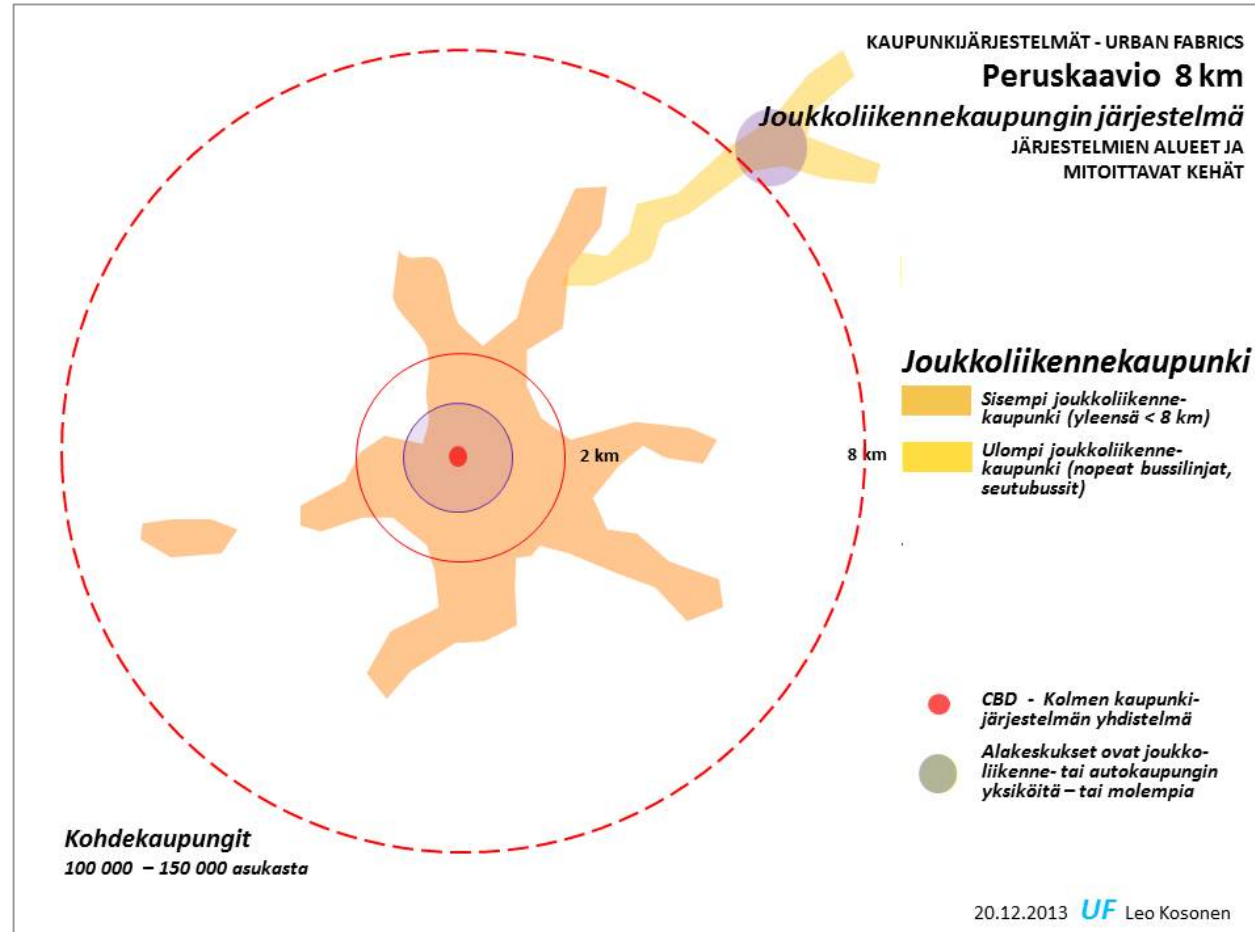 KAUPUNKIJÄRJESTELMÄT - URBAN FABRICS
Peruskaavio 8 km
Joukkoliikennekaupungin järjestelmä
JÄRJESTELMIEN ALUEET JA
MITOITTAVAT KEHÄT
2 km
8 km
Joukkoliikennekaupunki
Sisempi joukkoliikenne-
kaupunki (yleensä < 8 km)
Ulompi joukkoliikenne-
kaupunki (nopeat bussilinjat,
seutubussit)
CBD - Kolmen kaupunki-
järjestelmän yhdistelmä
Alakeskukset ovat joukko-
liikenne- tai autokaupungin
yksiköitä – tai molempia
Kohdekaupungit
100 000 – 150 000 asukasta
20.12.2013 UF Leo Kosonen